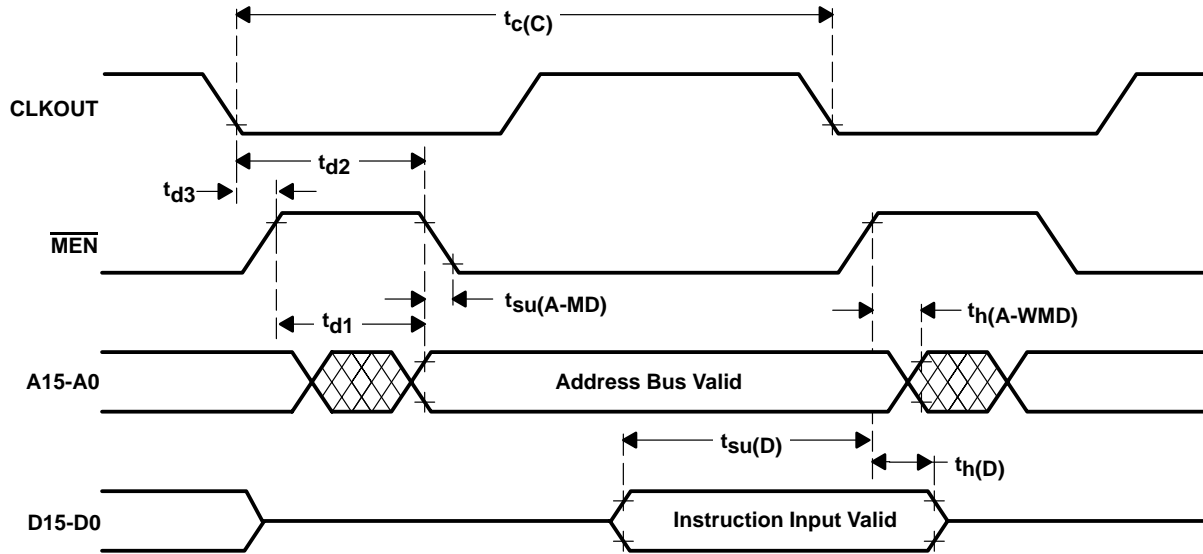 tc(C)
CLKOUT
td2
td3
MEN
tsu(A-MD)
td1
th(A-WMD)
A15-A0
Address Bus Valid
tsu(D)
th(D)
D15-D0
Instruction Input Valid